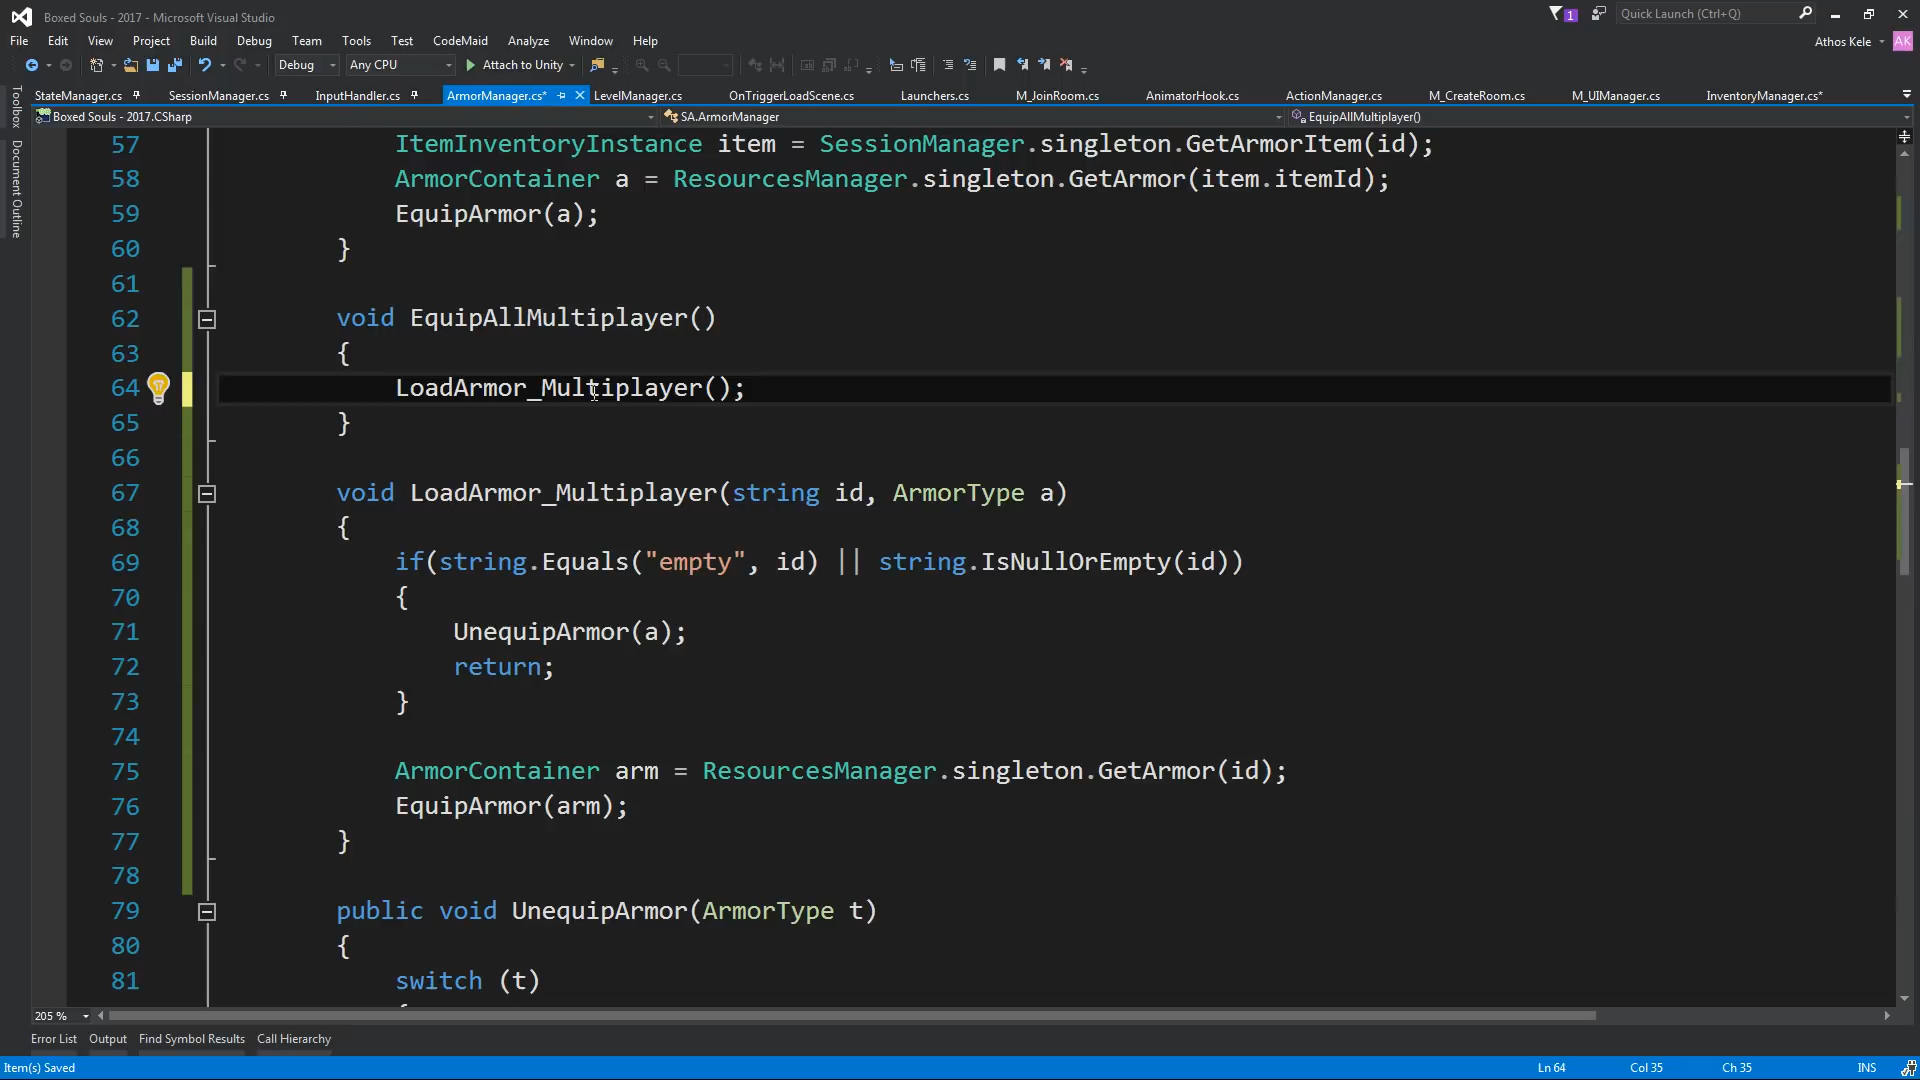 Boxed Souls - 2017 - Microsoft Visual Studio
1
Quick Launch (Ctrl+Q)
File Edit View Project Build Debug Team Tools Test CodeMaid Analyze Window Help
Athos Kele AK
Debug Any CPU Attach to Unity
StateManager.cs SessionManager.cs InputHandler.cs ArmorManager.cs* LevelManager.cs OnTriggerLoadScene.cs Launchers.cs M_JoinRoom.cs AnimatorHook.cs ActionManager.cs M_CreateRoom.cs M_UIManager.cs InventoryManager.cs*
Boxed Souls - 2017.CSharp SA.ArmorManager EquipAllMultiplayer()
Toolbox
Document Outline
57 ItemInventoryInstance item = SessionManager.singleton.GetArmorItem(id);
58 ArmorContainer a = ResourcesManager.singleton.GetArmor(item.itemId);
59 EquipArmor(a);
60 }
61
62 void EquipAllMultiplayer()
63 {
64 LoadArmor_Multiplayer();
65 }
66
67 void LoadArmor_Multiplayer(string id, ArmorType a)
68 {
69 if(string.Equals("empty", id) || string.IsNullOrEmpty(id))
70 {
71 UnequipArmor(a);
72 return;
73 }
74
75 ArmorContainer arm = ResourcesManager.singleton.GetArmor(id);
76 EquipArmor(arm);
77 }
78
79 public void UnequipArmor(ArmorType t)
80 {
81 switch (t)
205 %
Error List Output Find Symbol Results Call Hierarchy
Item(s) Saved Ln 64 Col 35 Ch 35 INS